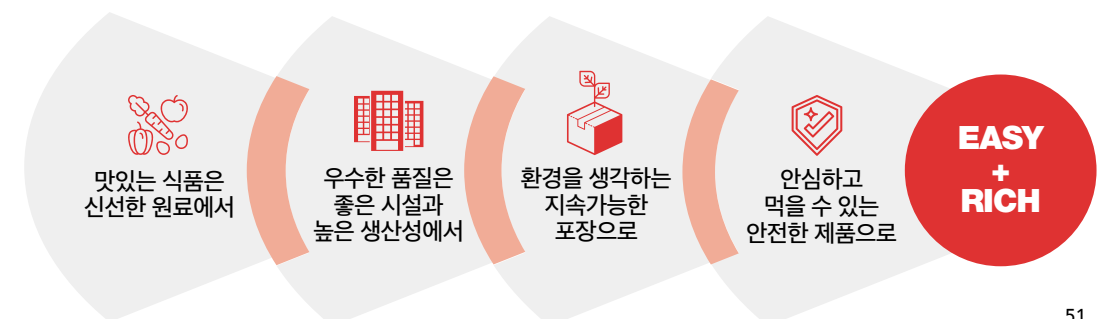 맛있는 식품은
신선한 원료에서
우수한 품질은
좋은 시설과
높은 생산성에서
환경을 생각하는
지속가능한
포장으로
안심하고
먹을 수 있는
안전한 제품으로
EASY
+
RICH
51